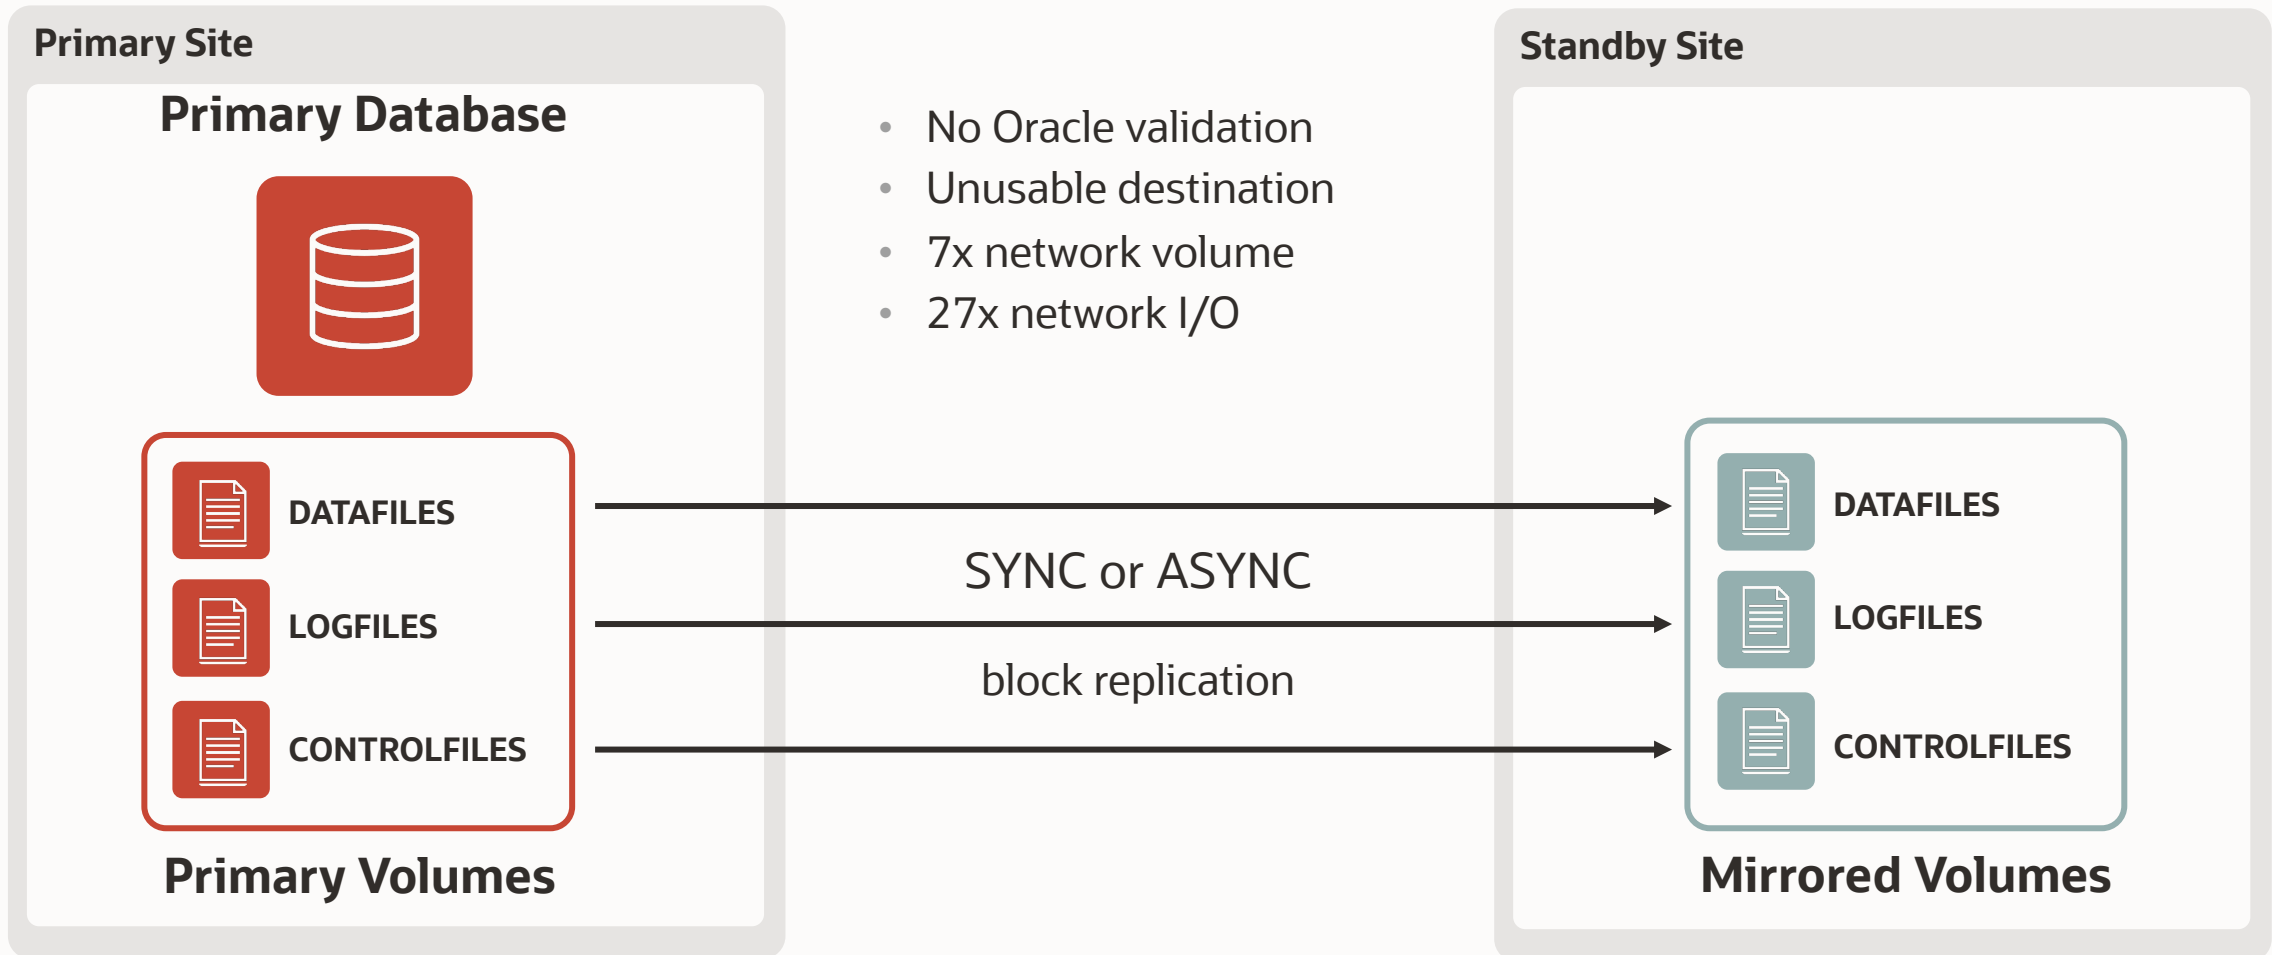 Primary Site
Primary Database
DATAFILES
LOGFILES
CONTROLFILES
Primary Volumes
• No Oracle validation
• Unusable destination
• 7x network volume
• 27x network I/O
SYNC or ASYNC
block replication
Standby Site
DATAFILES
LOGFILES
CONTROLFILES
Mirrored Volumes